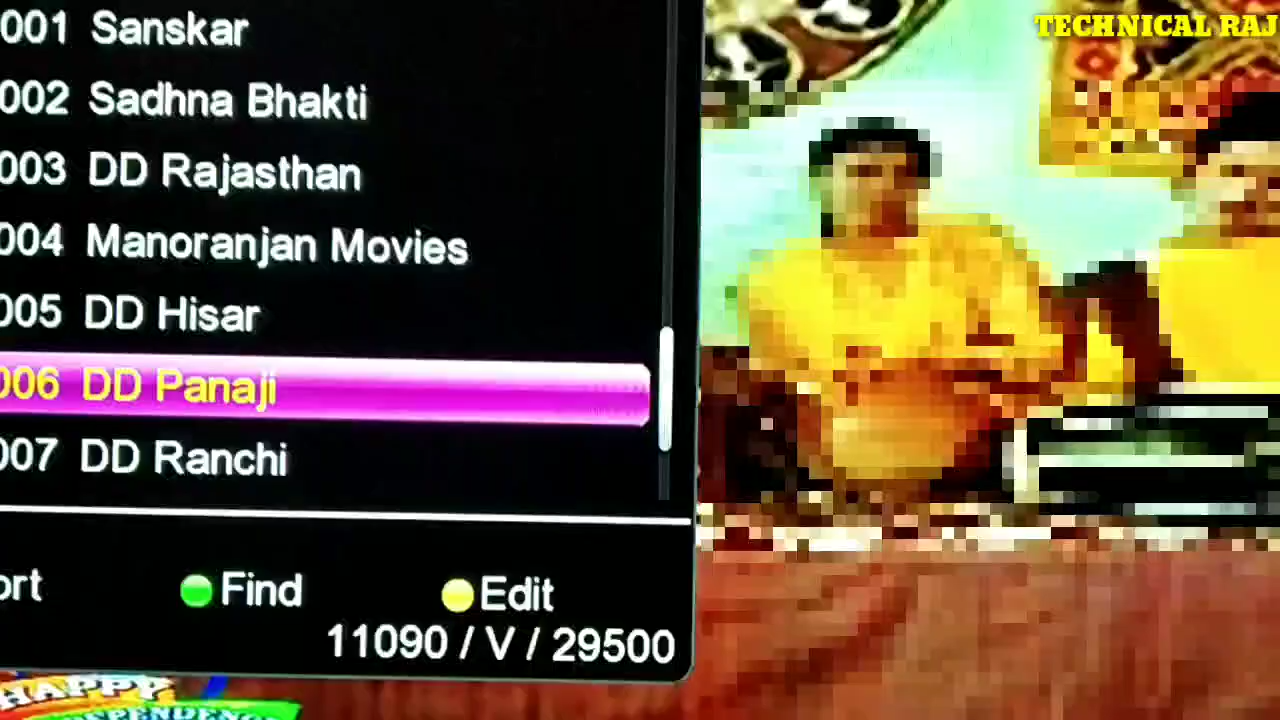 001 Sanskar
TECHNICAL RAJ
002 Sadhna Bhakti
003 DD Rajasthan
004 Manoranjan Movies
005 DD Hisar
006 DD Panaji
007 DD Ranchi
ort Find Edit
11090 / V / 29500
HAPPY